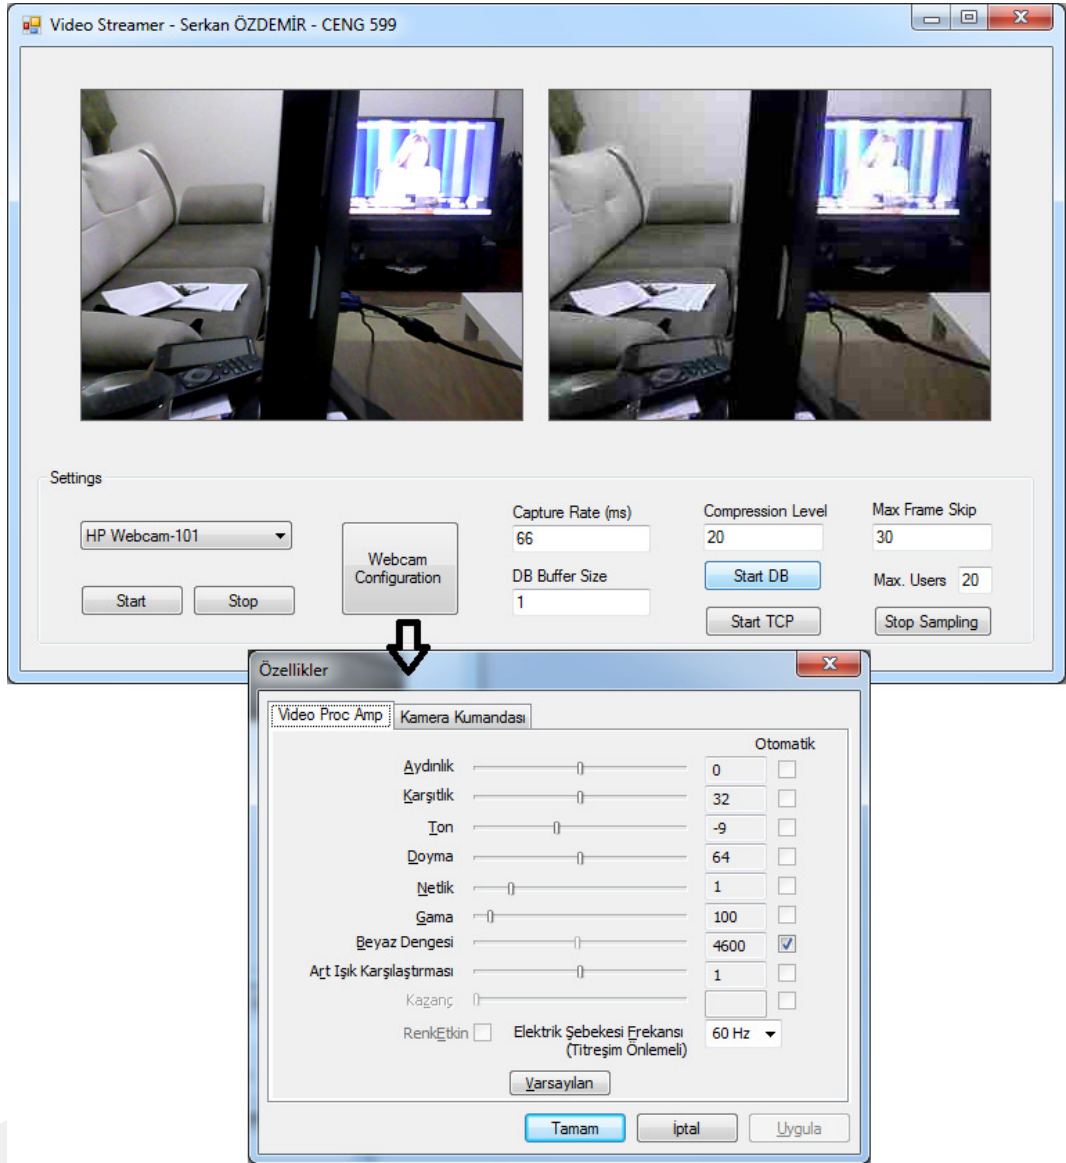 Video Streamer - Serkan ÖZDEMİR - CENG 599
Settings
HP Webcam-101
Start
Stop
Webcam
Configuration
Capture Rate (ms)
66
DB Buffer Size
1
Compression Level
20
Start DB
Start TCP
Max Frame Skip
30
Max. Users 20
Stop Sampling
Özellikler
Video Proc Amp
Kamera Kumandası
Otomatik
Aydınlık 0
Karşıtlık 32
Ton -9
Doyma 64
Netlik 1
Gama 100
Beyaz Dengesi 4600
Art Işık Karşılaştırması 1
Kazanç
RenkEtkin
Elektrik Şebekesi Frekansı 60 Hz
(Titreşim Önlemeli)
Varsayılan
Tamam
İptal
Uygula